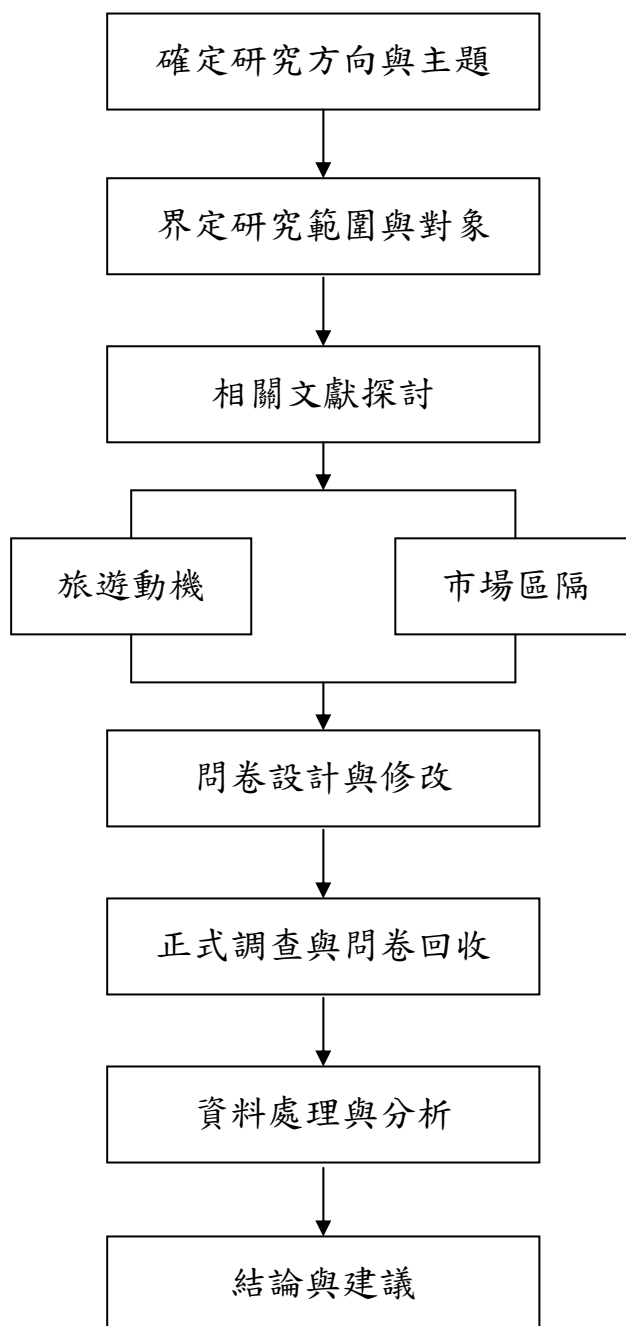 確定研究方向與主題
界定研究範圍與對象
相關文獻探討
旅遊動機
市場區隔
問卷設計與修改
正式調查與問卷回收
資料處理與分析
結論與建議